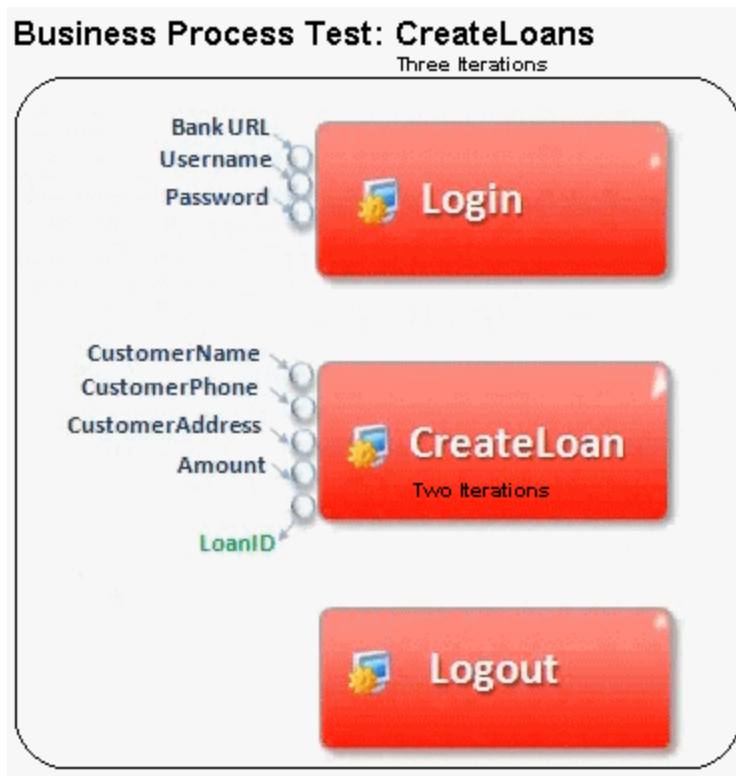 Business Process Test: CreateLoans
Three Iterations
Bank URL
Username
Password
Login
CustomerName
CustomerPhone
CustomerAddress
Amount
LoanID
CreateLoan
Two Iterations
Logout